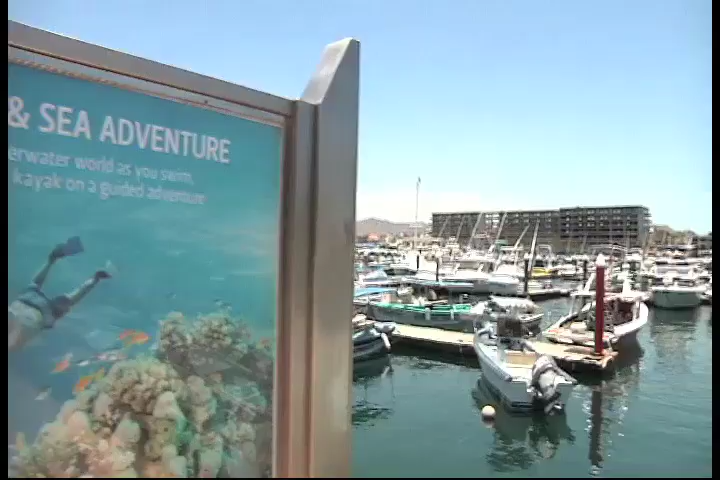 & SEA ADVENTURE
erwater world as you swim,
kayak on a guided adventure